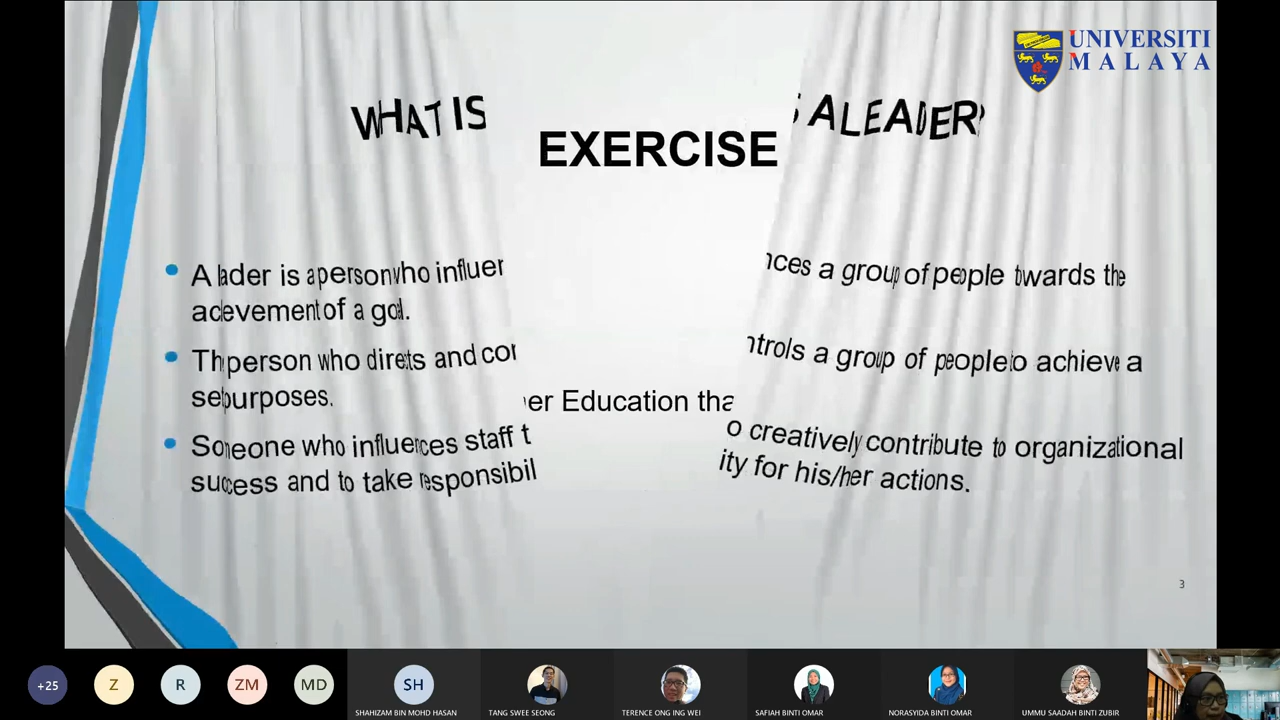 UNIVERSITI
MALAYA
WHAT IS A LEADER?
EXERCISE
A leader is a person who influences a group of people towards the
achievement of a goal.
The person who directs and controls a group of people to achieve a
set purposes.
er Education tha
Someone who influences staff to creatively contribute to organizational
success and to take responsibility for his/her actions.
3
+25
Z
R
ZM
MD
SH
SHAHIZAM BIN MOHD HASAN
TANG SWEE SEONG
TERENCE ONG ING WEI
SAFIAH BINTI OMAR
NORASYIDA BINTI OMAR
UMMU SAADAH BINTI ZUBIR